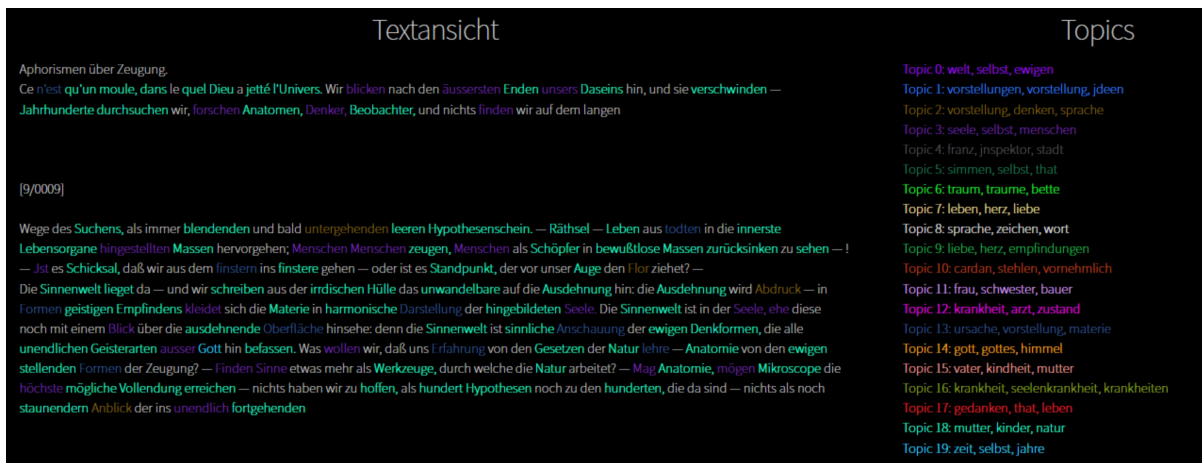 Textansicht
Aphorismen über Zeugung.
Ce n'est qu'un moule, dans le quel Dieu a jetté l'Univers. Wir blicken nach den äussersten Enden unsers Daseins hin, und sie verschwinden —
Jahrhunderte durchsuchen wir, forschen Anatomen, Denker, Beobachter, und nichts finden wir auf dem langen
[9/0009]
Wege des Suchens, als immer blendenden und bald untergehenden leeren Hypothesenschein. — Räthsel — Leben aus todten in die innerste
Lebensorgane hingestellten Massen hervorgehen; Menschen Menschen zeugen, Menschen als Schöpfer in bewußtlose Massen zurücksinken zu sehen — !
— Jst es Schicksal, daß wir aus dem finstern ins finstere gehen — oder ist es Standpunkt, der vor unser Auge den Flor ziehet? —
Die Sinnenwelt lieget da — und wir schreiben aus der irrdischen Hülle das unwandelbare auf die Ausdehnung hin: die Ausdehnung wird Abdruck — in
Formen geistigen Empfindens kleidet sich die Materie in harmonische Darstellung der hingebildeten Seele. Die Sinnenwelt ist in der Seele, ehe diese
noch mit einem Blick über die ausdehnende Oberfläche hinsehe: denn die Sinnenwelt ist sinnliche Anschauung der ewigen Denkformen, die alle
unendlichen Geisterarten ausser Gott hin befassen. Was wollen wir, daß uns Erfahrung von den Gesetzen der Natur lehre — Anatomie von den ewigen
stellenden Formen der Zeugung? — Finden Sinne etwas mehr als Werkzeuge, durch welche die Natur arbeitet? — Mag Anatomie, mögen Mikroscope die
höchste mögliche Vollendung erreichen — nichts haben wir zu hoffen, als hundert Hypothesen noch zu den hunderten, die da sind — nichts als noch
staunendern Anblick der ins unendlich fortgehenden
Topics
Topic 0: welt, selbst, ewigen
Topic 1: vorstellungen, vorstellung, jdeen
Topic 2: vorstellung, denken, sprache
Topic 3: seele, selbst, menschen
Topic 4: franz, jnspektor, stadt
Topic 5: simmen, selbst, that
Topic 6: traum, traume, bette
Topic 7: leben, herz, liebe
Topic 8: sprache, zeichen, wort
Topic 9: liebe, herz, empfindungen
Topic 10: cardan, stehlen, vornehmlich
Topic 11: frau, schwester, bauer
Topic 12: krankheit, arzt, zustand
Topic 13: ursache, vorstellung, materie
Topic 14: gott, gottes, himmel
Topic 15: vater, kindheit, mutter
Topic 16: krankheit, seelenkrankheit, krankheiten
Topic 17: gedanken, that, leben
Topic 18: mutter, kinder, natur
Topic 19: zeit, selbst, jahre